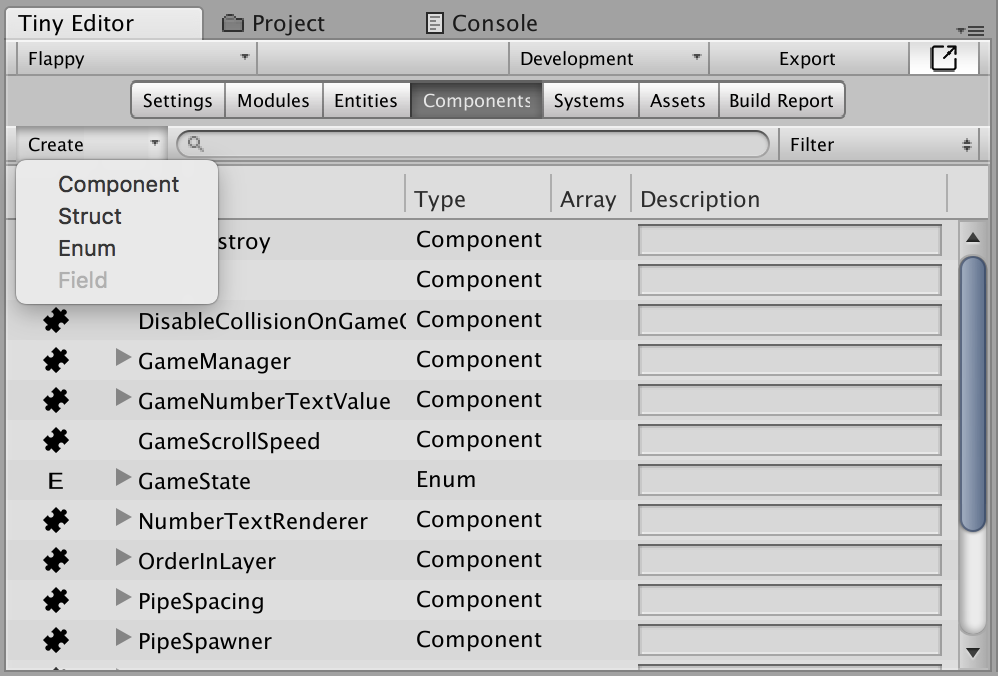 Tiny Editor Project Console
Flappy Development Export
Settings Modules Entities Components Systems Assets Build Report
Create Filter
Component
Struct
Enum
Field
Type Array Description
stroy Component
Component
DisableCollisionOnGame Component
GameManager Component
GameNumberTextValue Component
GameScrollSpeed Component
E GameState Enum
NumberTextRenderer Component
OrderInLayer Component
PipeSpacing Component
PipeSpawner Component